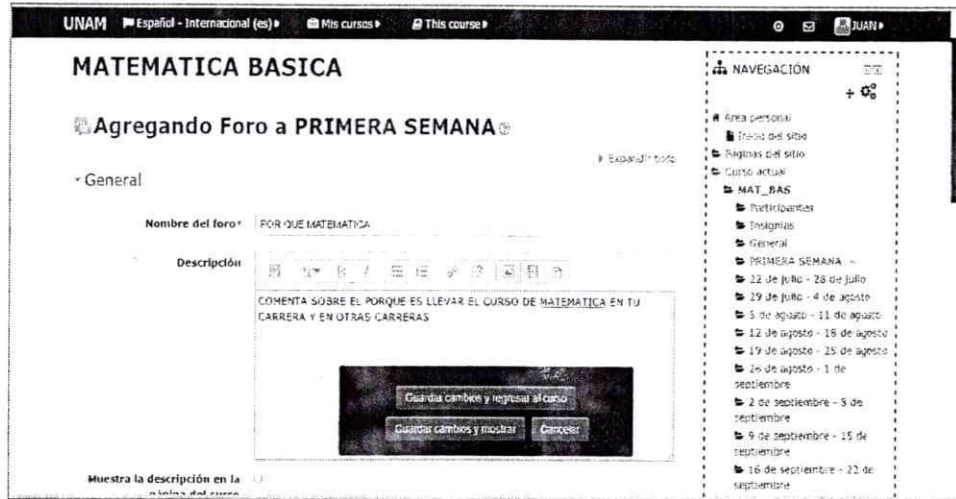 UNAM Español - Internacional (es) Mis cursos This course JUAN
MATEMATICA BASICA
Agregando Foro a PRIMERA SEMANA
Expandir todo
General
Nombre del foro* POR QUE MATEMATICA
Descripción
COMENTA SOBRE EL PORQUE ES LLEVAR EL CURSO DE MATEMATICA EN TU
CARRERA Y EN OTRAS CARRERAS
Guardar cambios y regresar al curso
Guardar cambios y mostrar Cancelar
Muestra la descripción en la
página del curso
NAVEGACIÓN
Área personal
Inicio del sitio
Páginas del sitio
Curso actual
MAT_BAS
Participantes
Insignias
General
PRIMERA SEMANA
22 de julio - 28 de julio
29 de julio - 4 de agosto
5 de agosto - 11 de agosto
12 de agosto - 18 de agosto
19 de agosto - 25 de agosto
26 de agosto - 1 de
septiembre
2 de septiembre - 8 de
septiembre
9 de septiembre - 15 de
septiembre
16 de septiembre - 22 de
septiembre